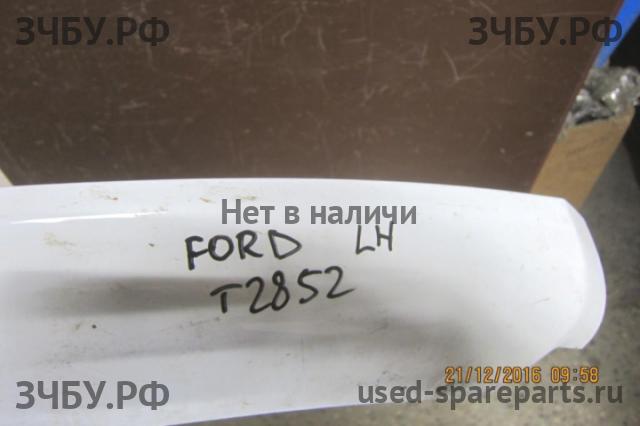 ЗЧБУ.РФ ЗЧБУ.РФ
Нет в наличи
FORD LH
T2852
21/12/2016 09:58
ЗЧБУ.РФ used-spareparts.ru